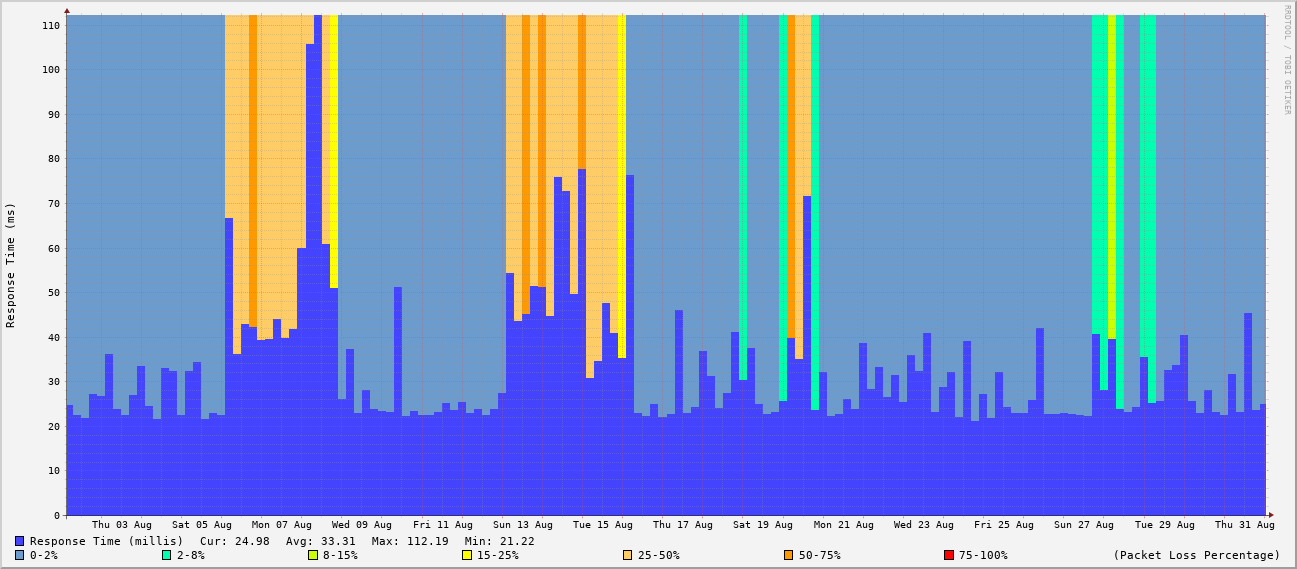 RRDTOOL / TOBI OETIKER
Response Time (ms)
110
100
90
80
70
60
50
40
30
20
10
0
Thu 03 Aug Sat 05 Aug Mon 07 Aug Wed 09 Aug Fri 11 Aug Sun 13 Aug Tue 15 Aug Thu 17 Aug Sat 19 Aug Mon 21 Aug Wed 23 Aug Fri 25 Aug Sun 27 Aug Tue 29 Aug Thu 31 Aug
Response Time (millis) Cur: 24.98 Avg: 33.31 Max: 112.19 Min: 21.22
0-2% 2-8% 8-15% 15-25% 25-50% 50-75% 75-100% (Packet Loss Percentage)